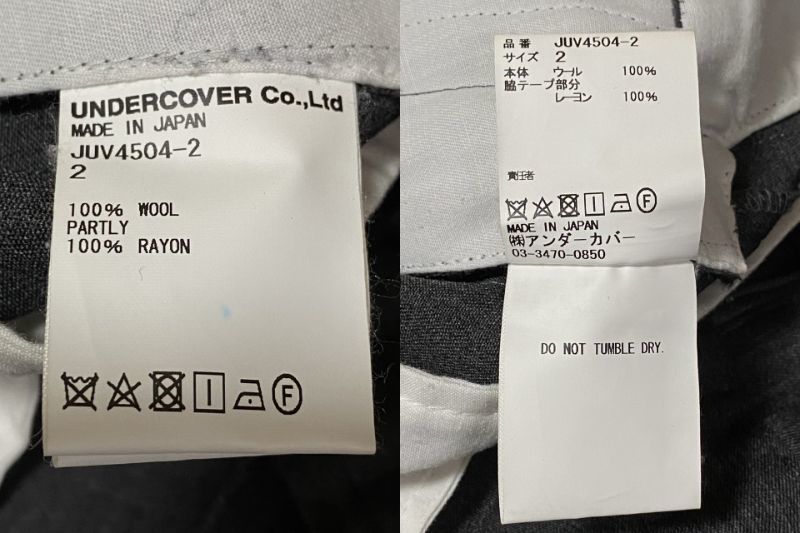 UNDERCOVER Co.,Ltd
MADE IN JAPAN
JUV4504-2
2
100% WOOL
PARTLY
100% RAYON
F
品番 JUV4504-2
サイズ 2
本体 ウール 100%
脇テープ部分
レーヨン 100%
責任者
F
MADE IN JAPAN
㈱アンダーカバー
03-3470-0850
DO NOT TUMBLE DRY.